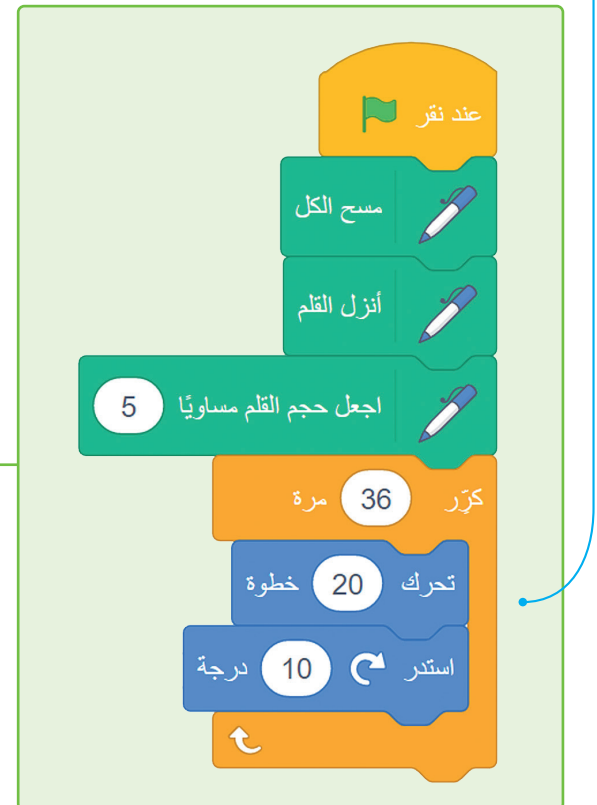 عند نقر
مسح الكل
أنزل القلم
اجعل حجم القلم مساويًا 5
كرِّر 36 مرة
تحرك 20 خطوة
استدر 10 درجة